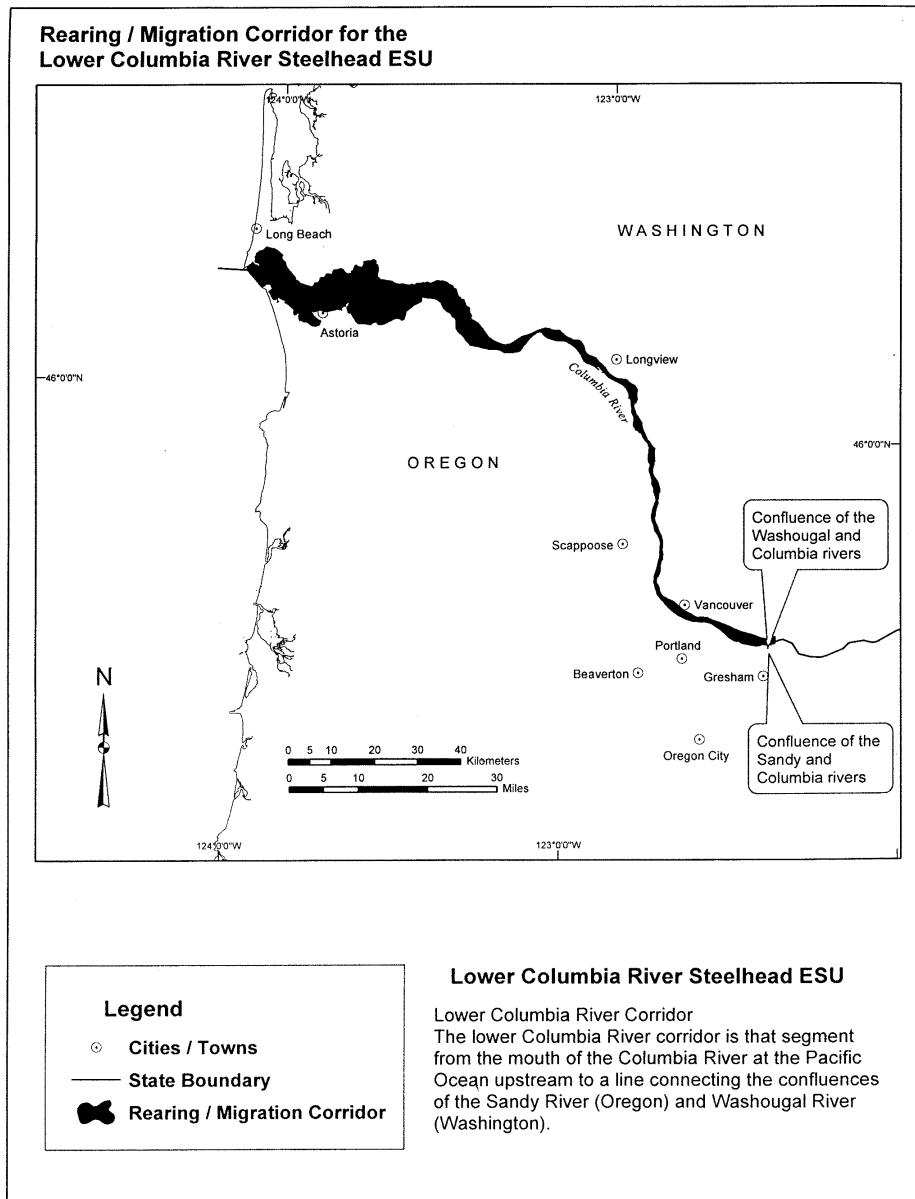 Rearing / Migration Corridor for the
Lower Columbia River Steelhead ESU
124°0'0"W
123°0'0"W
Long Beach
WASHINGTON
Astoria
Longview
Columbia River
46°0'0"N
46°0'0"N
OREGON
Confluence of the
Washougal and
Columbia rivers
Scappoose
Vancouver
Portland
Beaverton
Gresham
N
Oregon City
Confluence of the
Sandy and
Columbia rivers
0 5 10 20 30 40
Kilometers
0 5 10 20 30
Miles
124°0'0"W
123°0'0"W
Legend
Cities / Towns
State Boundary
Rearing / Migration Corridor
Lower Columbia River Steelhead ESU
Lower Columbia River Corridor
The lower Columbia River corridor is that segment
from the mouth of the Columbia River at the Pacific
Ocean upstream to a line connecting the confluences
of the Sandy River (Oregon) and Washougal River
(Washington).